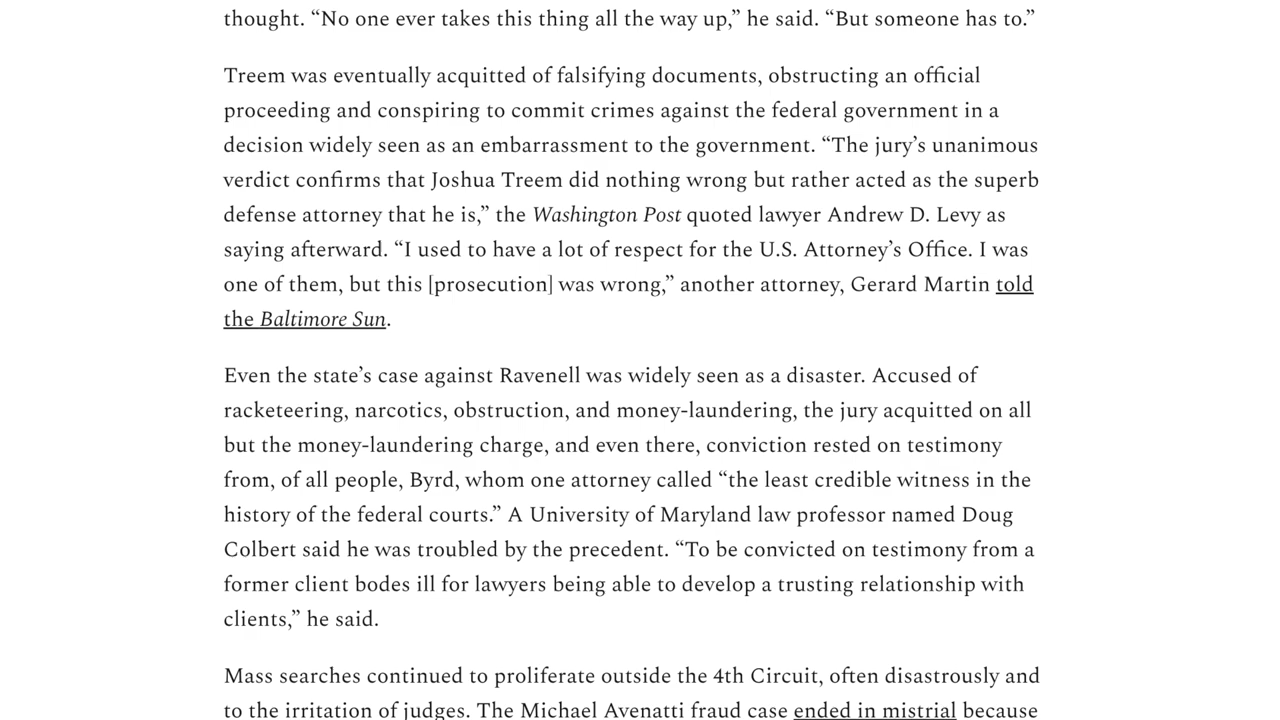 thought. “No one ever takes this thing all the way up,” he said. “But someone has to.”
Treem was eventually acquitted of falsifying documents, obstructing an official
proceeding and conspiring to commit crimes against the federal government in a
decision widely seen as an embarrassment to the government. “The jury’s unanimous
verdict confirms that Joshua Treem did nothing wrong but rather acted as the superb
defense attorney that he is,” the Washington Post quoted lawyer Andrew D. Levy as
saying afterward. “I used to have a lot of respect for the U.S. Attorney’s Office. I was
one of them, but this [prosecution] was wrong,” another attorney, Gerard Martin told
the Baltimore Sun.
Even the state’s case against Ravenell was widely seen as a disaster. Accused of
racketeering, narcotics, obstruction, and money-laundering, the jury acquitted on all
but the money-laundering charge, and even there, conviction rested on testimony
from, of all people, Byrd, whom one attorney called “the least credible witness in the
history of the federal courts.” A University of Maryland law professor named Doug
Colbert said he was troubled by the precedent. “To be convicted on testimony from a
former client bodes ill for lawyers being able to develop a trusting relationship with
clients,” he said.
Mass searches continued to proliferate outside the 4th Circuit, often disastrously and
to the irritation of judges. The Michael Avenatti fraud case ended in mistrial because